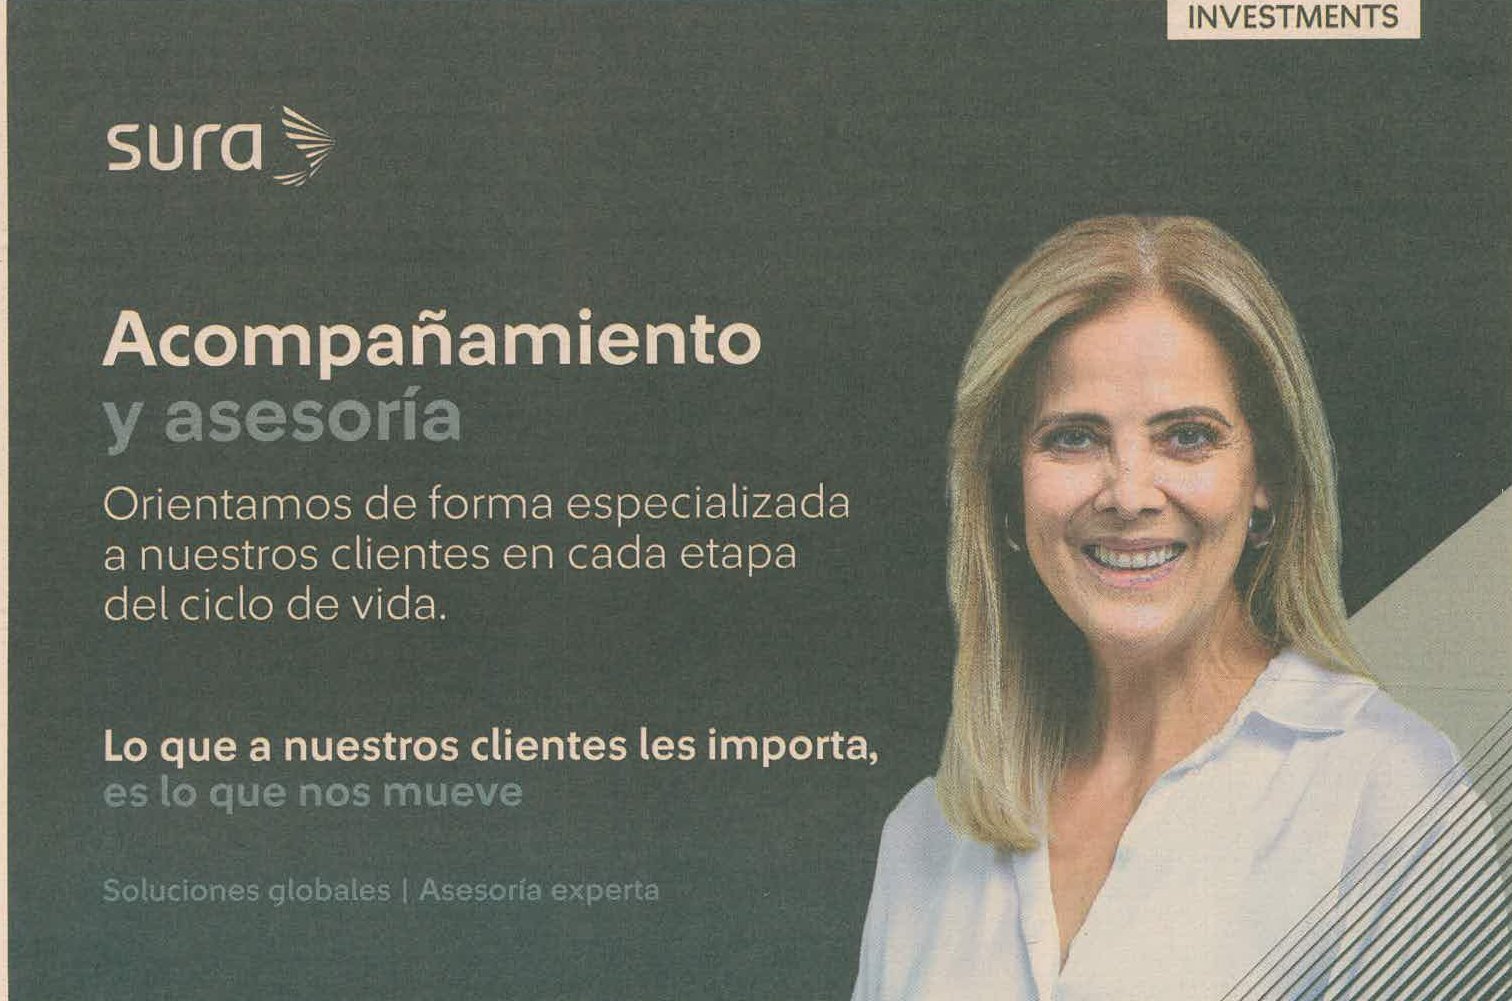 INVESTMENTS
sura
Acompañamiento
y asesoría
Orientamos de forma especializada
a nuestros clientes en cada etapa
del ciclo de vida.
Lo que a nuestros clientes les importa,
es lo que nos mueve
Soluciones globales | Asesoría experta